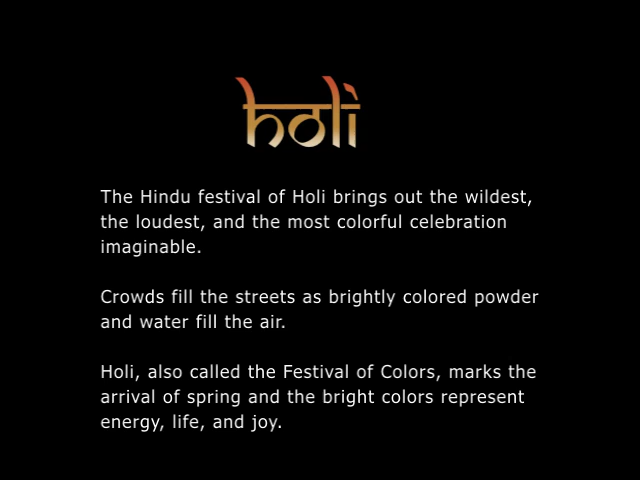 holi
The Hindu festival of Holi brings out the wildest,
the loudest, and the most colorful celebration
imaginable.
Crowds fill the streets as brightly colored powder
and water fill the air.
Holi, also called the Festival of Colors, marks the
arrival of spring and the bright colors represent
energy, life, and joy.